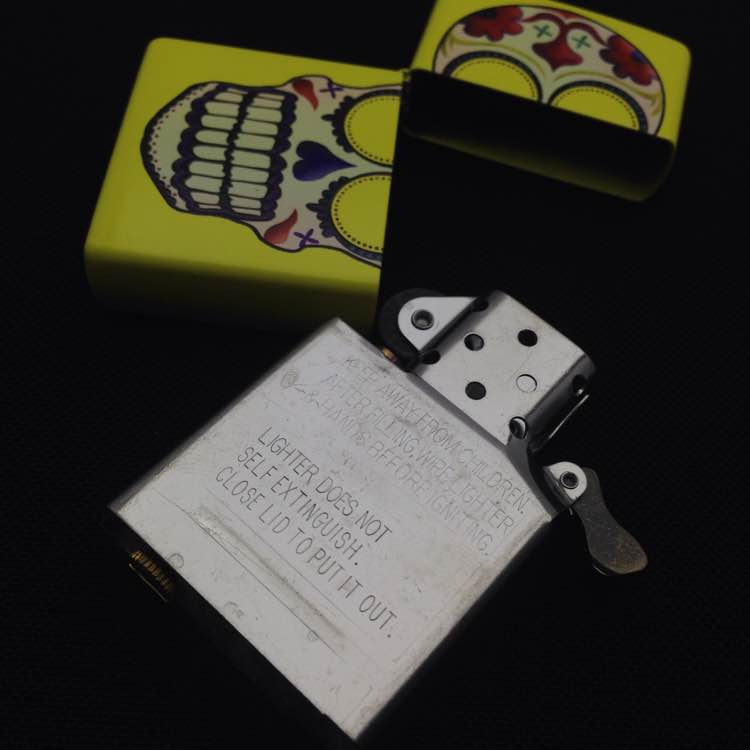 KEEP AWAY FROM CHILDREN.
AFTER FILLING, WIPE LIGHTER
& HANDS BEFORE IGNITING.
LIGHTER DOES NOT
SELF EXTINGUISH.
CLOSE LID TO PUT IT OUT.